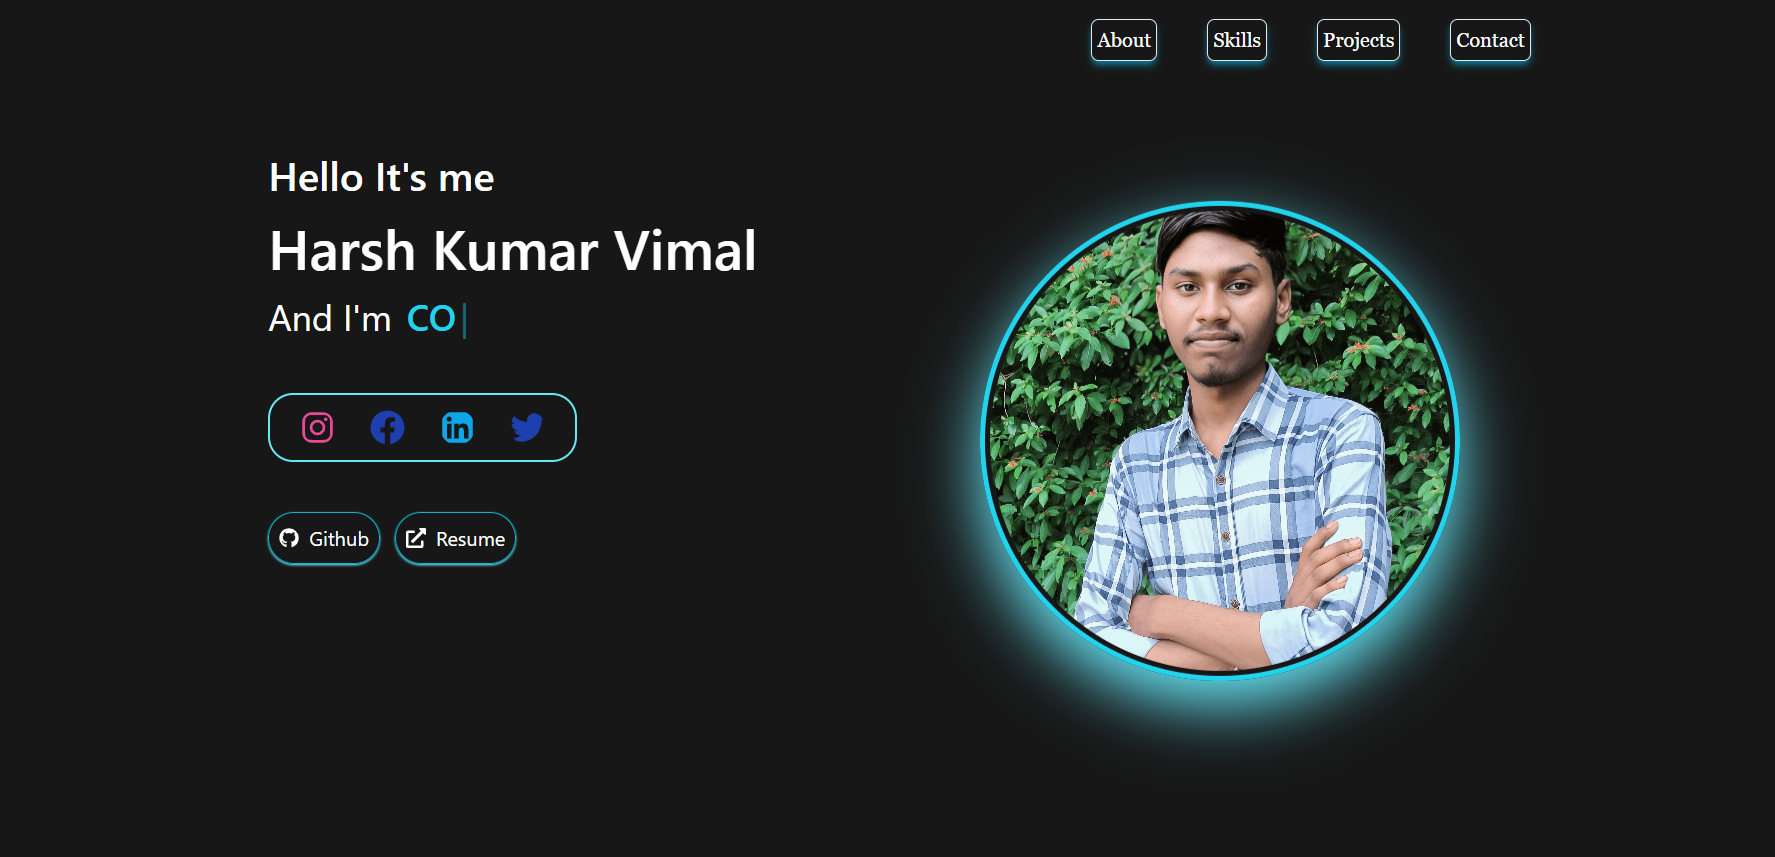 About Skills Projects Contact
Hello It's me
Harsh Kumar Vimal
And I'm CO
Github Resume